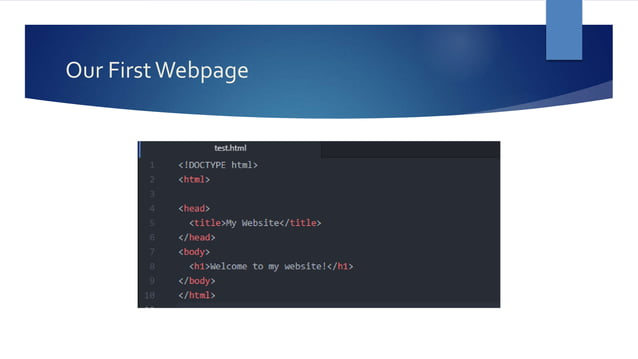 Our First Webpage
test.html
1 <!DOCTYPE html>
2 <html>
3
4 <head>
5 <title>My Website</title>
6 </head>
7 <body>
8 <h1>Welcome to my website!</h1>
9 </body>
10 </html>